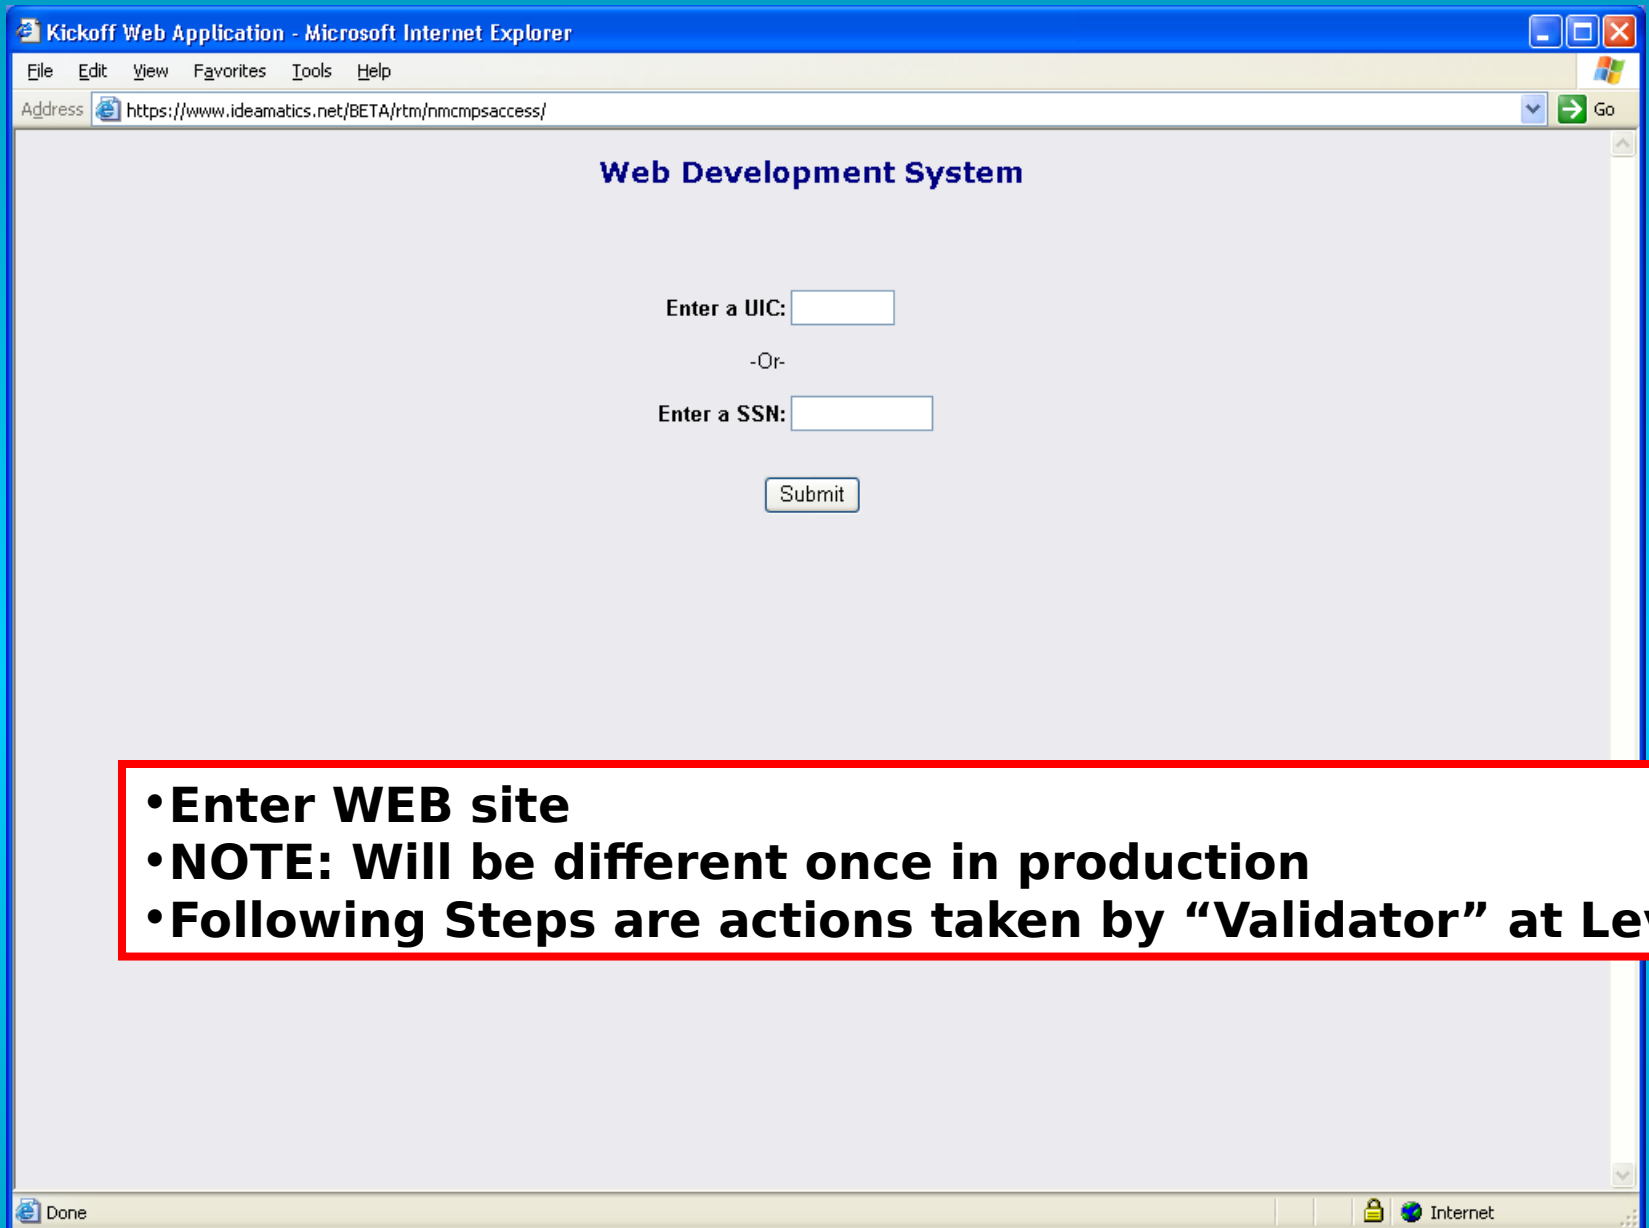 Kickoff Web Application - Microsoft Internet Explorer
File Edit View Favorites Tools Help
Address https://www.ideamatics.net/BETA/rtm/nmcmpsaccess/ Go
Web Development System
Enter a UIC:
-Or-
Enter a SSN:
Submit
•Enter WEB site
•NOTE: Will be different once in production
•Following Steps are actions taken by “Validator” at
Done Internet